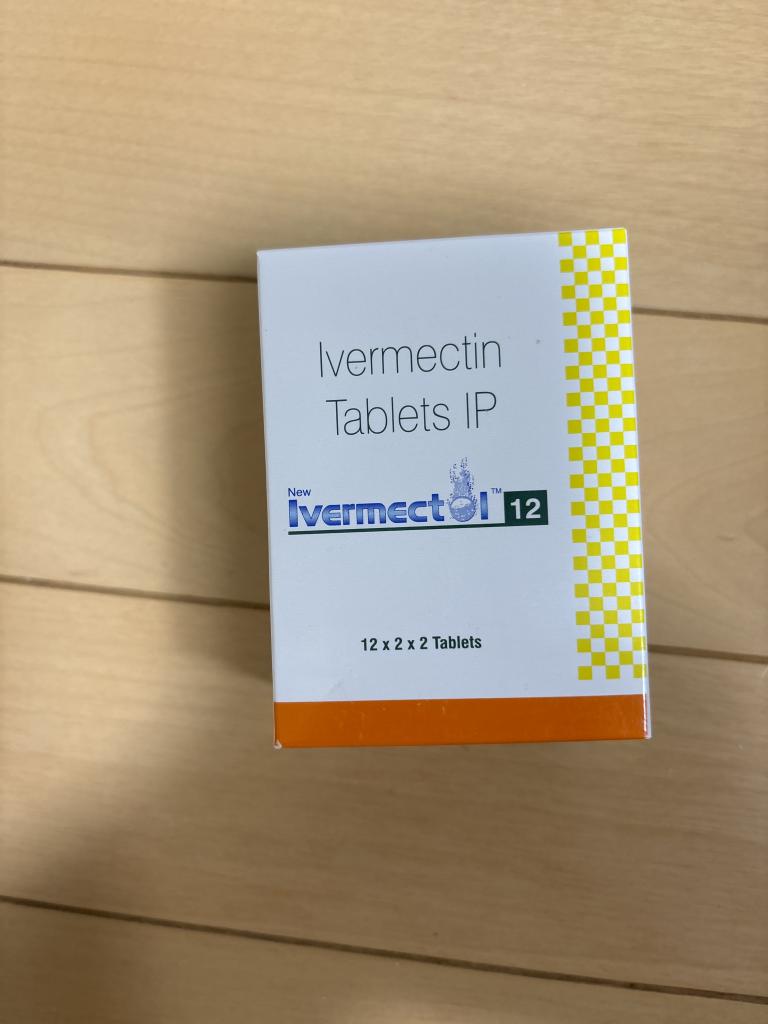 Ivermectin
Tablets IP
New
Ivermectol™ 12
12 x 2 x 2 Tablets